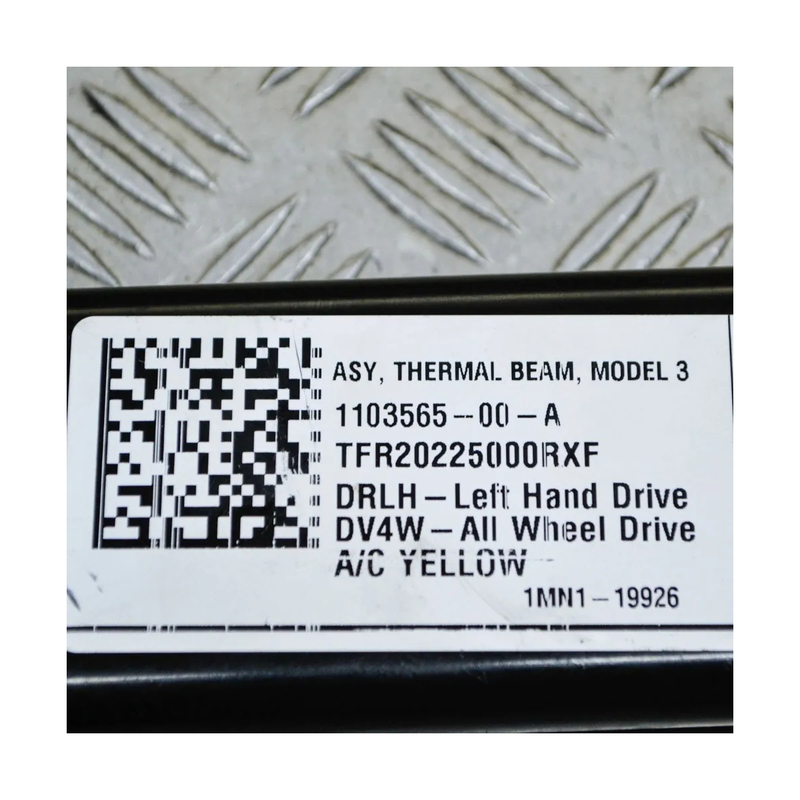 ASY, THERMAL BEAM, MODEL 3
1103565-00-A
TFR20225000RXF
DRLH-Left Hand Drive
DV4W-All Wheel Drive
A/C YELLOW
1MN1-19926